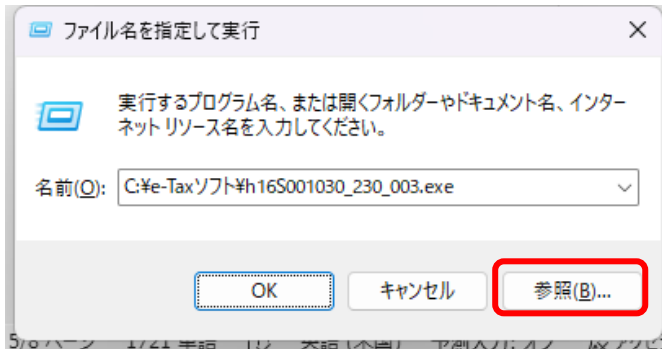 ファイル名を指定して実行
実行するプログラム名、または開くフォルダーやドキュメント名、インター
ネット リソース名を入力してください。
名前(O): C:¥e-Taxソフト¥h16S001030_230_003.exe
OK キャンセル 参照(B)...